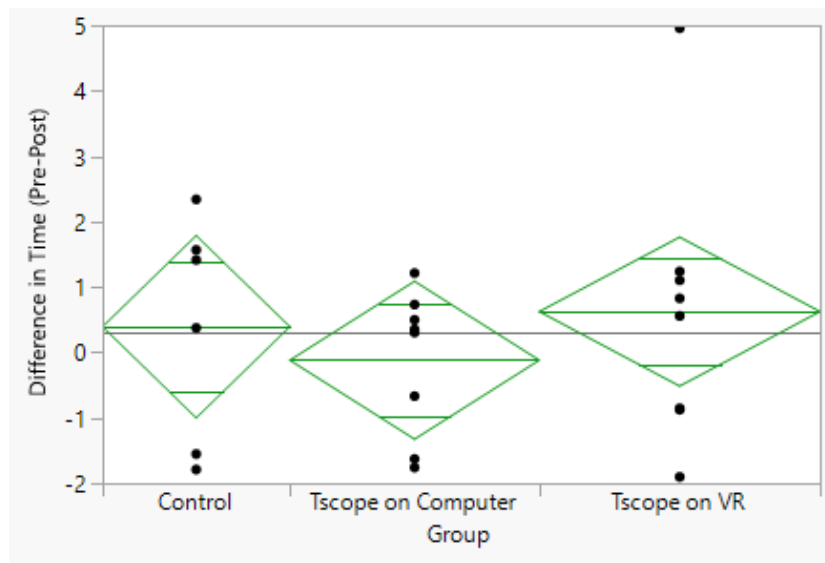 Difference in Time (Pre-Post)
5
4
3
2
1
0
-1
-2
Control
Tscope on Computer
Tscope on VR
Group